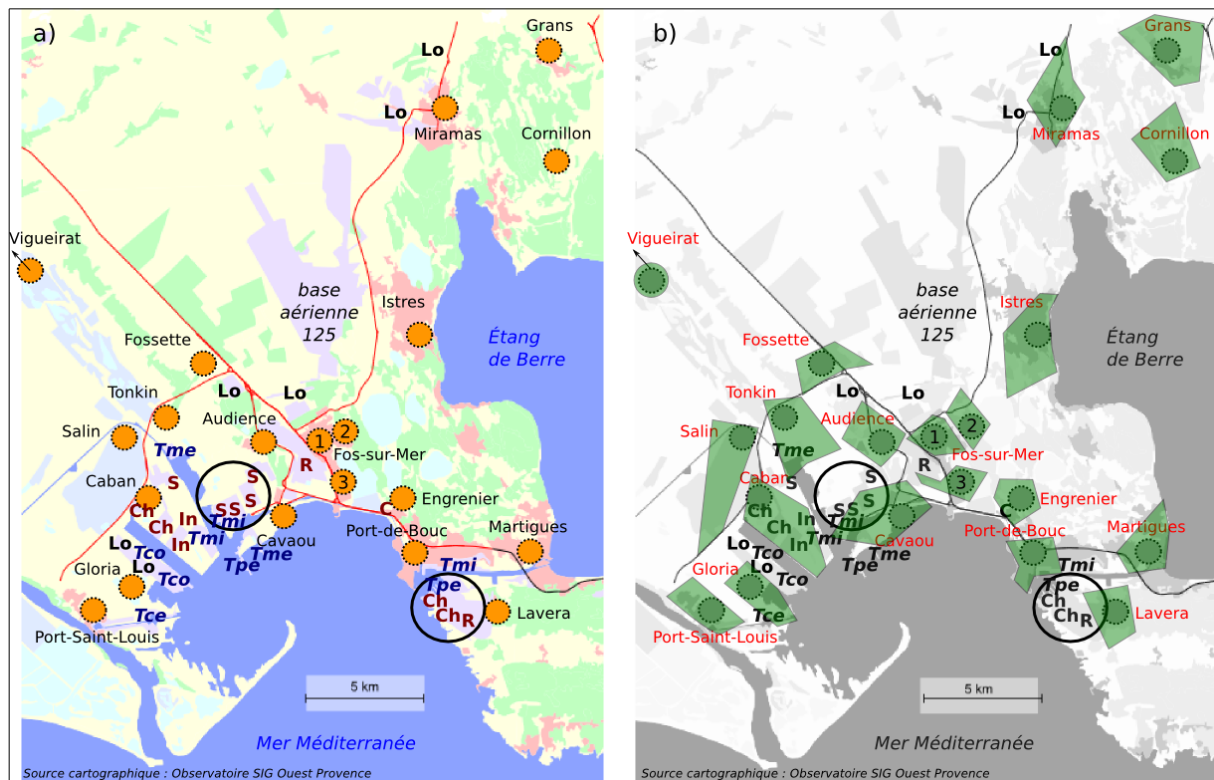 a)
Grans
Lo
Lo
Miramas
Cornillon
Vigueirat
base
aérienne
125
Istres
Étang
de Berre
Fossette
Lo
Lo
Tonkin
Audience
1
2
Salin
Tme
Fos-sur-Mer
R
3
Caban
S
S
Engrenier
Ch
S
C
Ch
In
SS
Tmi
Cavaou
Port-de-Bouc
Martigues
In
Tmi
Lo
Tco
Tme
Tpe
Gloria
Lo
Tco
Tmi
Tpe
Ch
Tce
Ch
R
Lavera
Port-Saint-Louis
5 km
Mer Méditerranée
Source cartographique : Observatoire SIG Ouest Provence
b)
Grans
Lo
Lo
Miramas
Cornillon
Vigueirat
base
aérienne
125
Istres
Étang
de Berre
Fossette
Lo
Lo
Tonkin
Audience
1
2
Salin
Tme
Fos-sur-Mer
R
3
Caban
S
S
Engrenier
Ch
S
C
Ch
In
SS
Tmi
Cavaou
Port-de-Bouc
Martigues
In
Tmi
Lo
Tco
Tme
Tpe
Gloria
Lo
Tco
Tmi
Tpe
Ch
Tce
Ch
R
Lavera
Port-Saint-Louis
5 km
Mer Méditerranée
Source cartographique : Observatoire SIG Ouest Provence